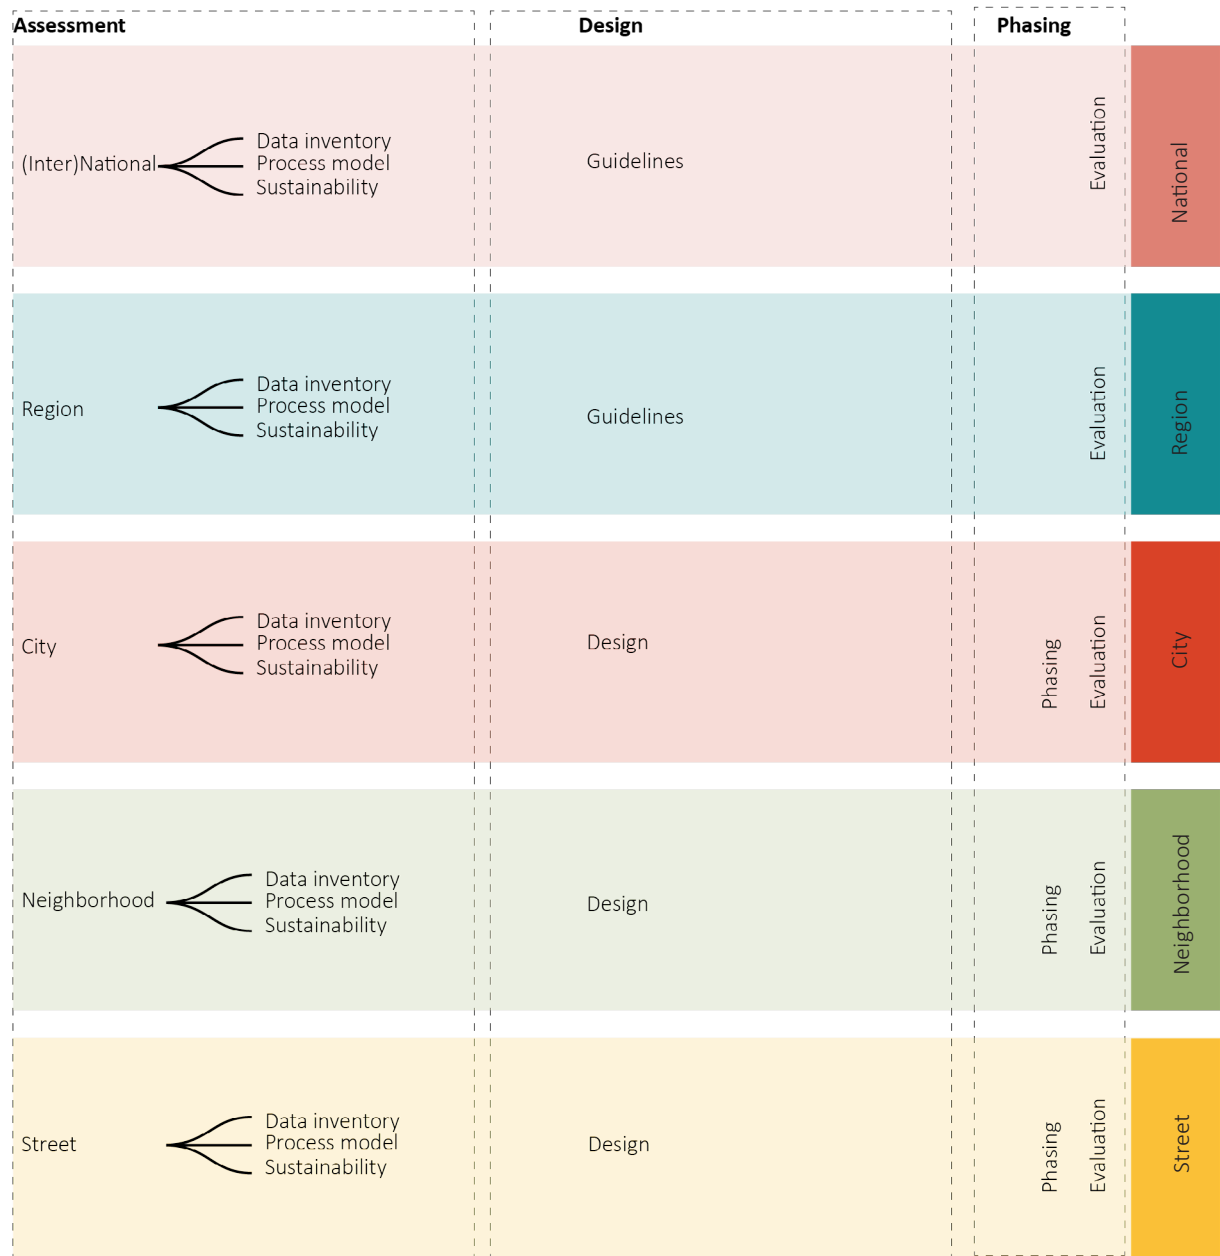 Assessment
Design
Phasing
(Inter)National
Data inventory
Process model
Sustainability
Guidelines
Evaluation
National
Region
Data inventory
Process model
Sustainability
Guidelines
Evaluation
Region
City
Data inventory
Process model
Sustainability
Design
Phasing
Evaluation
City
Neighborhood
Data inventory
Process model
Sustainability
Design
Phasing
Evaluation
Neighborhood
Street
Data inventory
Process model
Sustainability
Design
Phasing
Evaluation
Street